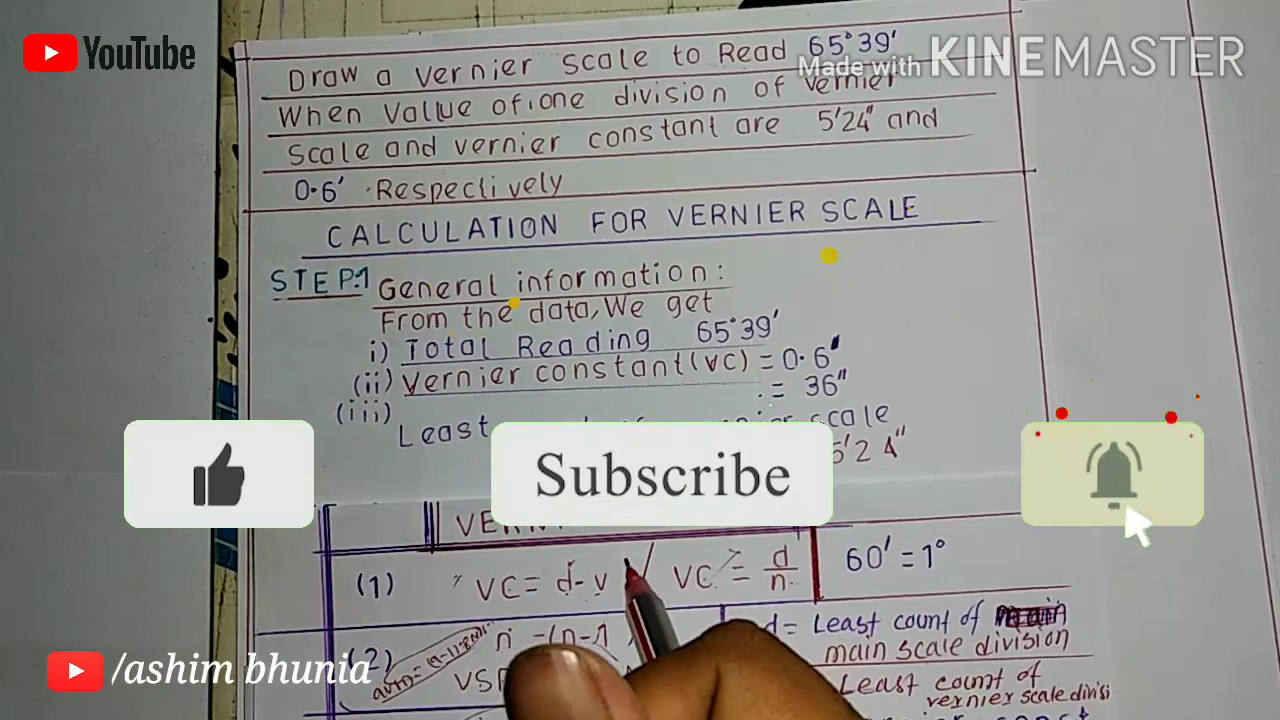 YouTube
Draw a vernier scale to Read 65°39'
Made with KINEMASTER
When value of one division of vernier
scale and vernier constant are 5'24" and
0.6' Respectively
CALCULATION FOR VERNIER SCALE
STEP:1 General information:
From the data, We get
i) Total Reading 65°39'
(ii) Vernier constant (VC) = 0.6'
= 36"
(iii)
Least scale
5'24"
Subscribe
(1) VC = d-v / VC = d/n
60' = 1°
d = Least count of main
main scale division
(2) n -(n-1
Least count of
vernier scale divisi
/ashim bhunia